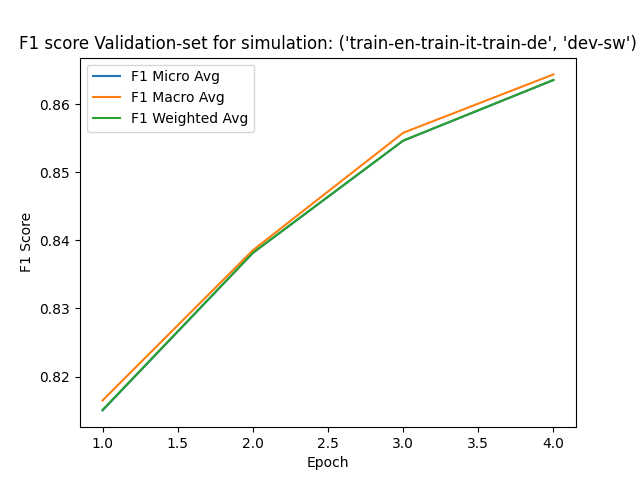 F1 score Validation-set for simulation: ('train-en-train-it-train-de', 'dev-sw')
F1 Micro Avg
F1 Macro Avg
F1 Weighted Avg
0.86
0.85
0.84
0.83
0.82
F1 Score
1.0 1.5 2.0 2.5 3.0 3.5 4.0
Epoch